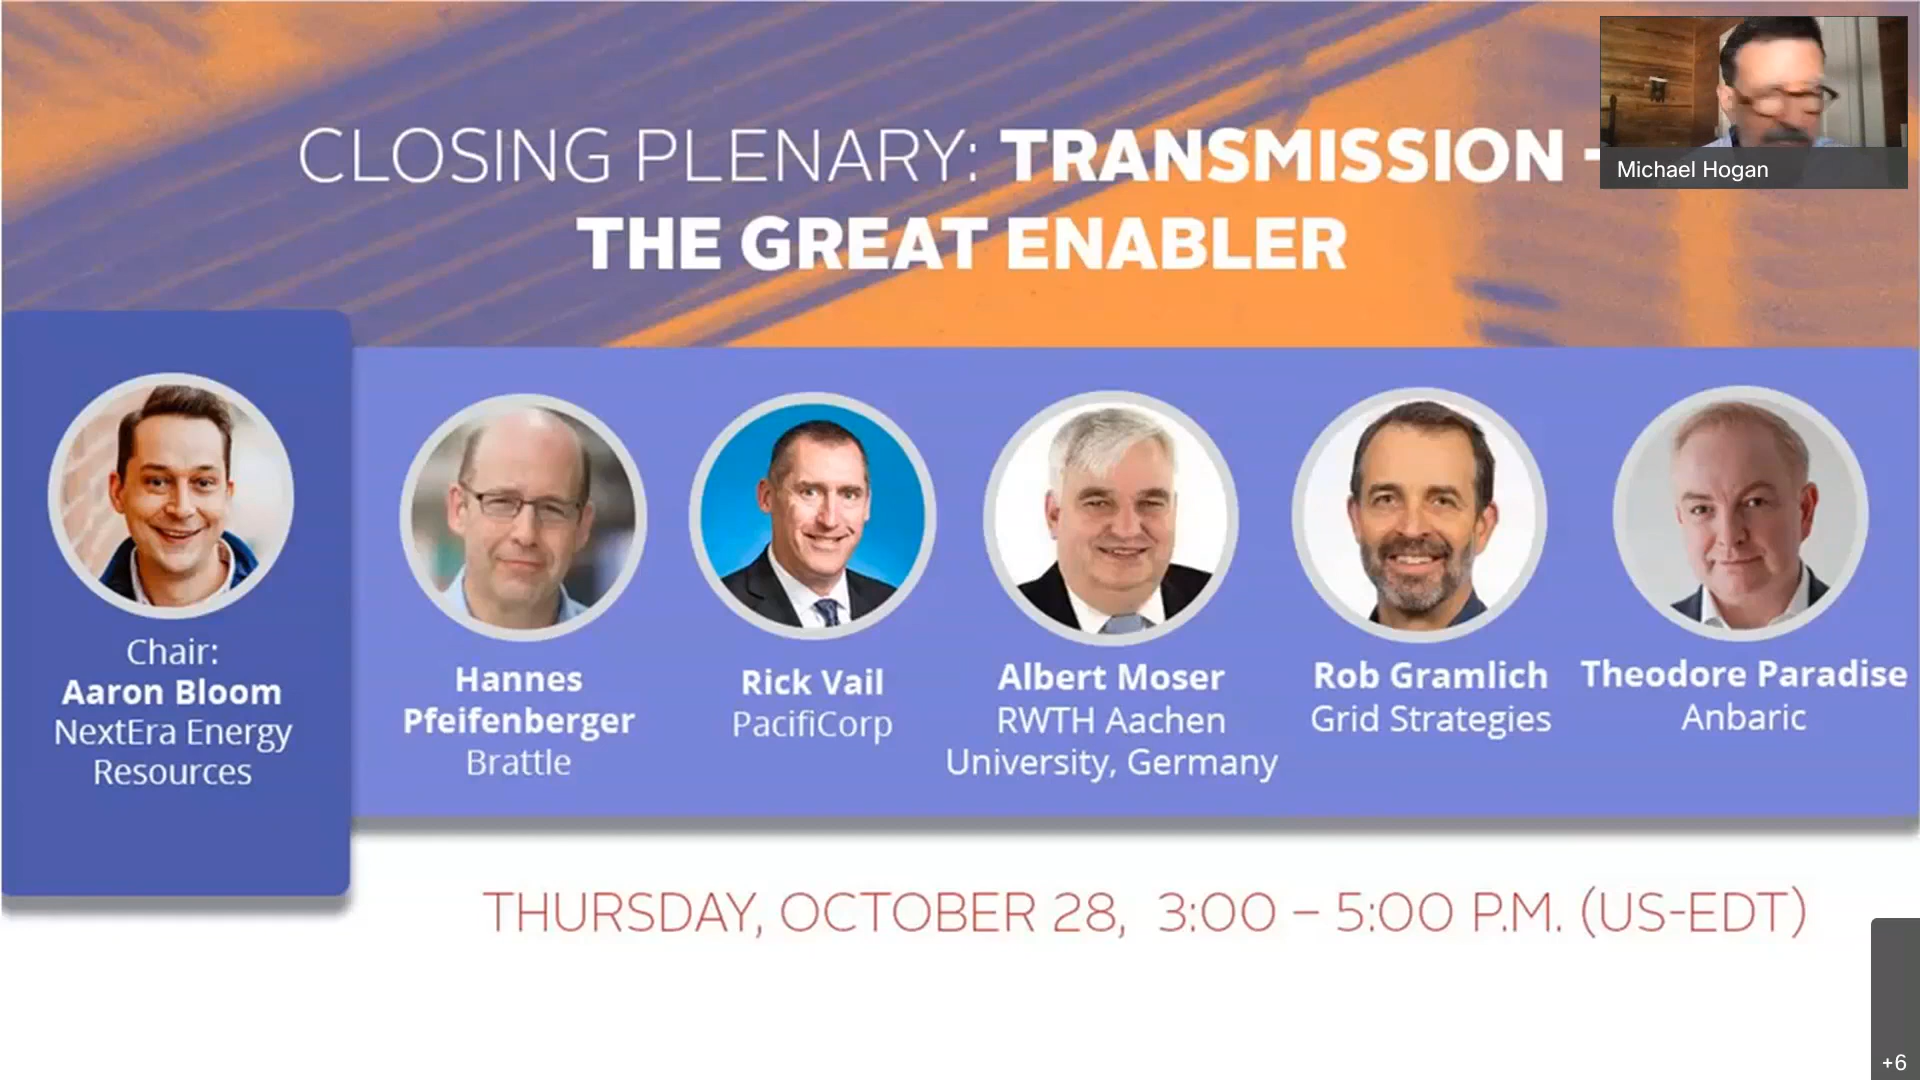 CLOSING PLENARY: TRANSMISSION -
THE GREAT ENABLER
Michael Hogan
Chair:
Aaron Bloom
NextEra Energy
Resources
Hannes
Pfeifenberger
Brattle
Rick Vail
PacifiCorp
Albert Moser
RWTH Aachen
University, Germany
Rob Gramlich
Grid Strategies
Theodore Paradise
Anbaric
THURSDAY, OCTOBER 28, 3:00 – 5:00 P.M. (US-EDT)
+6